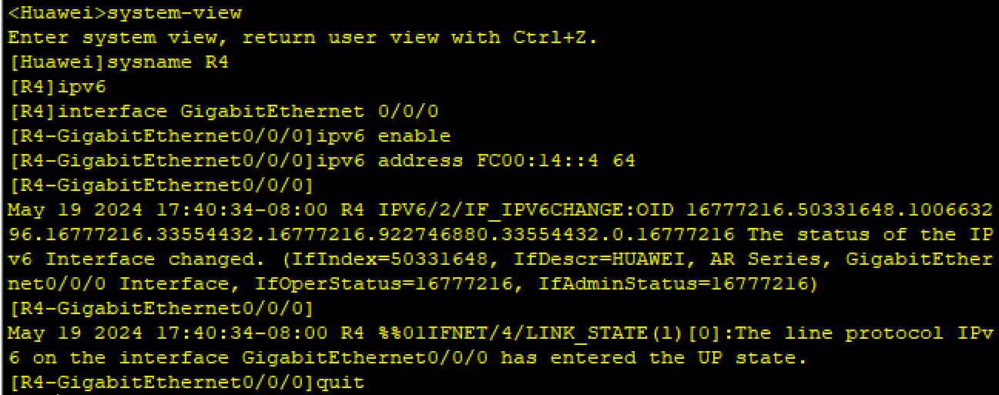 <Huawei>system-view
Enter system view, return user view with Ctrl+Z.
[Huawei]sysname R4
[R4]ipv6
[R4]interface GigabitEthernet 0/0/0
[R4-GigabitEthernet0/0/0]ipv6 enable
[R4-GigabitEthernet0/0/0]ipv6 address FC00:14::4 64
[R4-GigabitEthernet0/0/0]
May 19 2024 17:40:34-08:00 R4 IPV6/2/IF_IPV6CHANGE:OID 16777216.50331648.1006632
96.16777216.33554432.16777216.922746880.33554432.0.16777216 The status of the IP
v6 Interface changed. (IfIndex=50331648, IfDescr=HUAWEI, AR Series, GigabitEther
net0/0/0 Interface, IfOperStatus=16777216, IfAdminStatus=16777216)
[R4-GigabitEthernet0/0/0]
May 19 2024 17:40:34-08:00 R4 %%01IFNET/4/LINK_STATE(l)[0]:The line protocol IPv
6 on the interface GigabitEthernet0/0/0 has entered the UP state.
[R4-GigabitEthernet0/0/0]quit